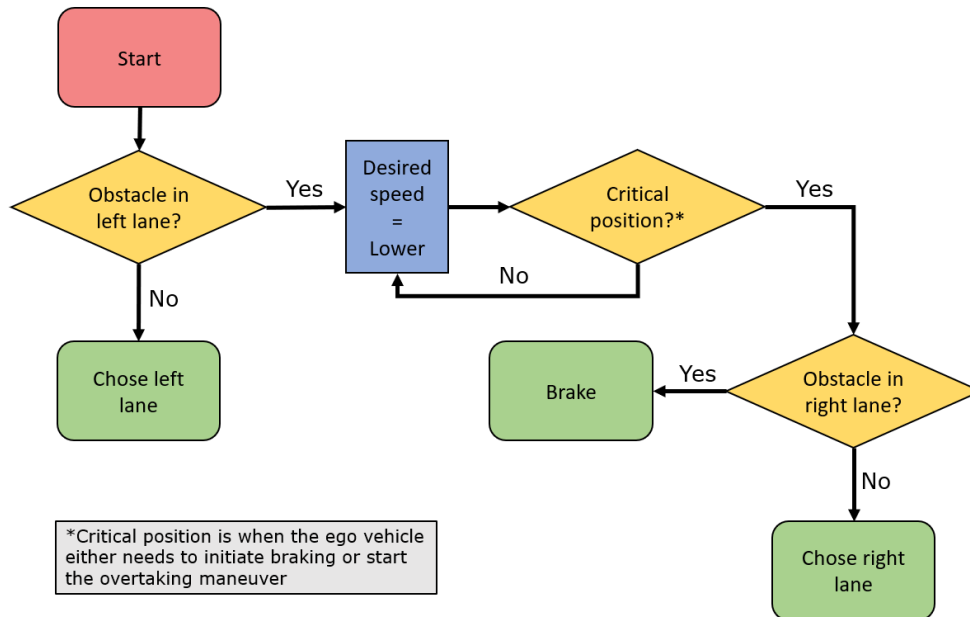 Start
Obstacle in
left lane?
Yes
Desired
speed
=
Lower
Critical
position?*
Yes
No
No
Chose left
lane
Brake
Yes
Obstacle in
right lane?
No
Chose right
lane
*Critical position is when the ego vehicle
either needs to initiate braking or start
the overtaking maneuver